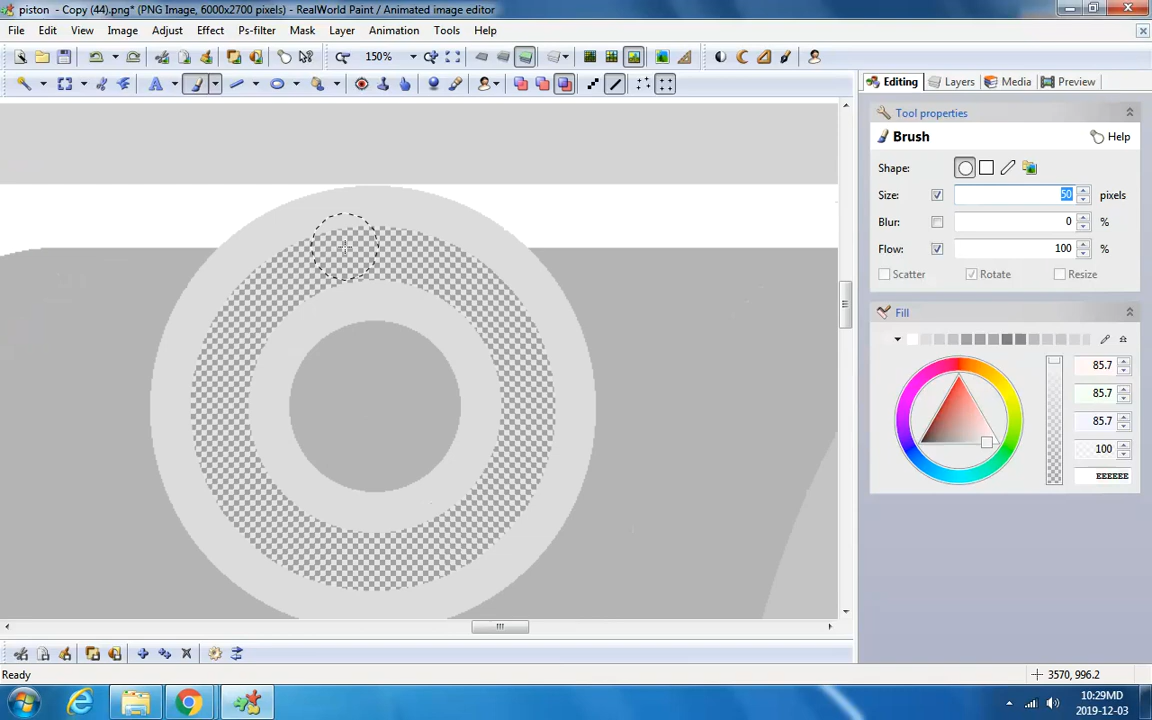 piston - Copy (44).png* (PNG Image, 6000x2700 pixels) - RealWorld Paint / Animated image editor
File Edit View Image Adjust Effect Ps-filter Mask Layer Animation Tools Help
150%
Editing Layers Media Preview
Tool properties
Brush Help
Shape:
Size: 50 pixels
Blur: 0 %
Flow: 100 %
Scatter Rotate Resize
Fill
85.7
85.7
85.7
100
EEEEEE
Ready
3570, 996.2
10:29MD
2019-12-03